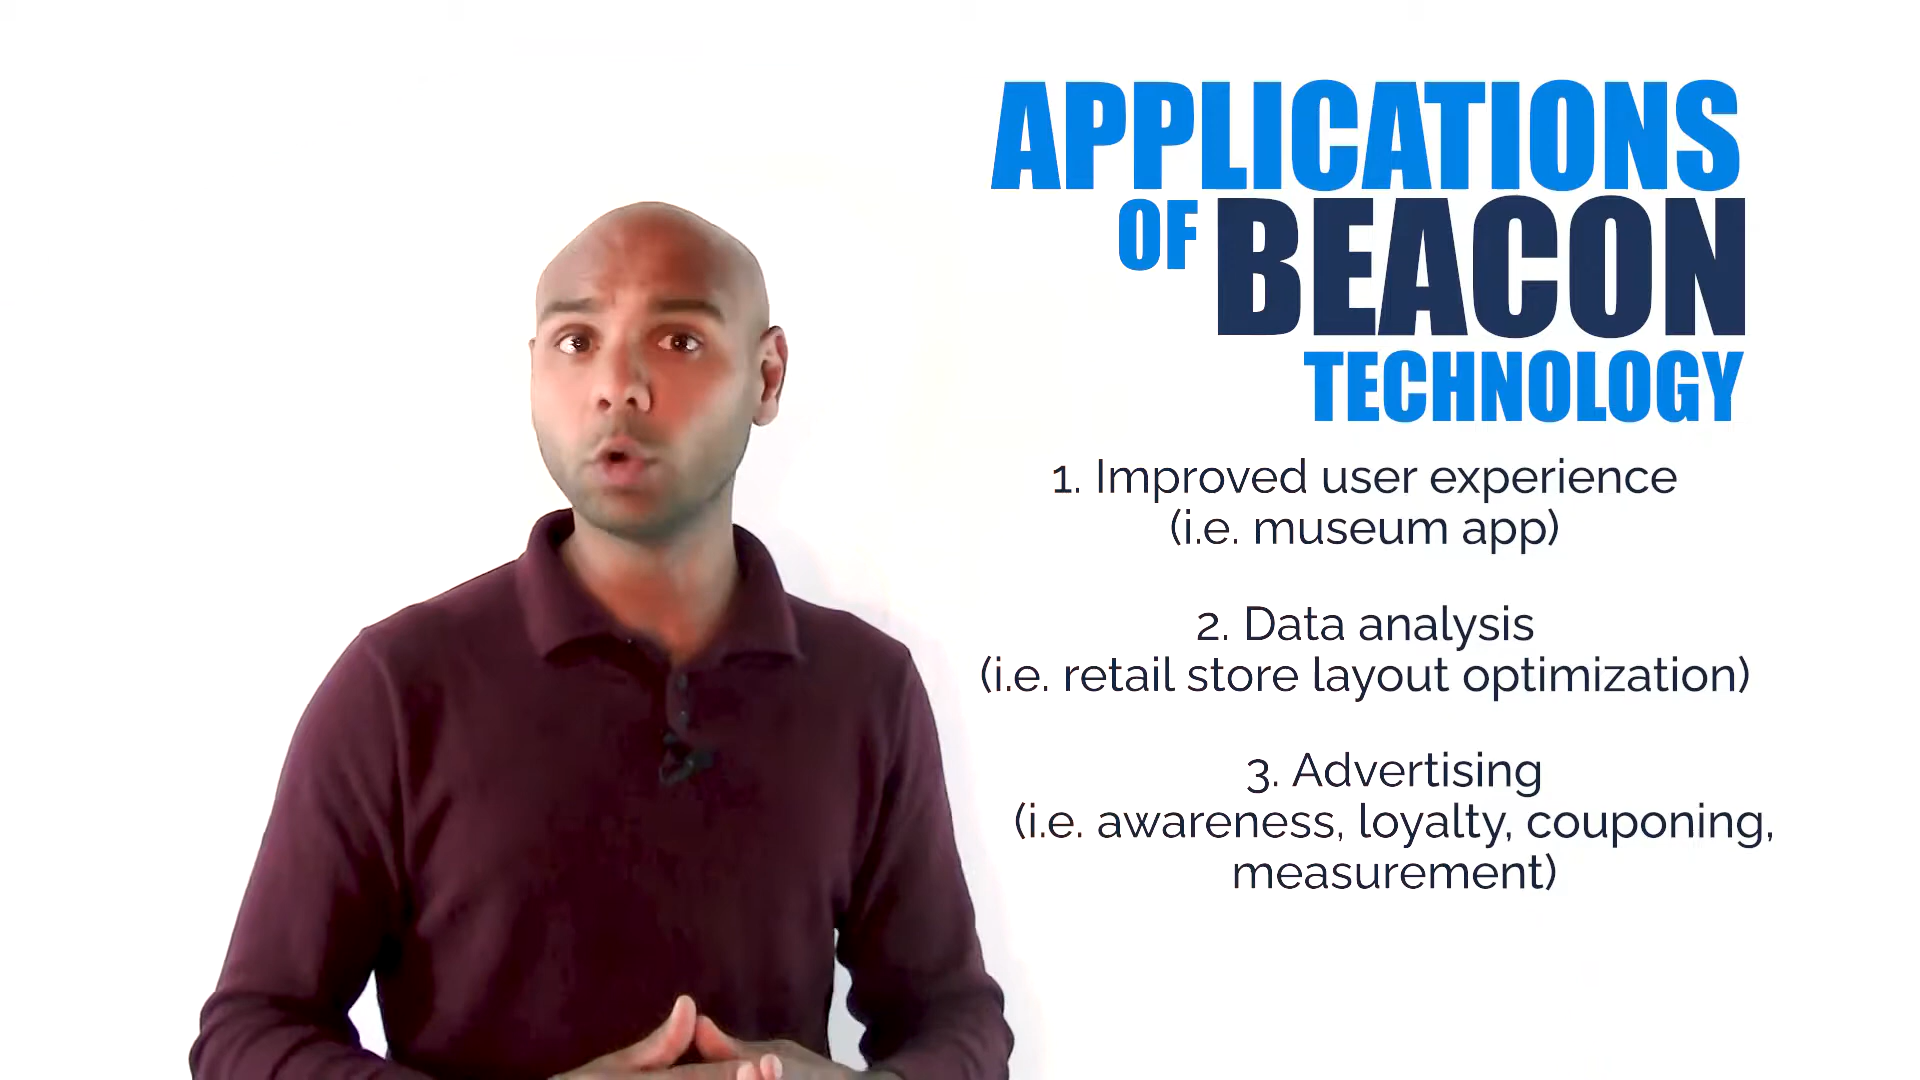 APPLICATIONS
OF BEACON
TECHNOLOGY
1. Improved user experience
(i.e. museum app)
2. Data analysis
(i.e. retail store layout optimization)
3. Advertising
(i.e. awareness, loyalty, couponing,
measurement)